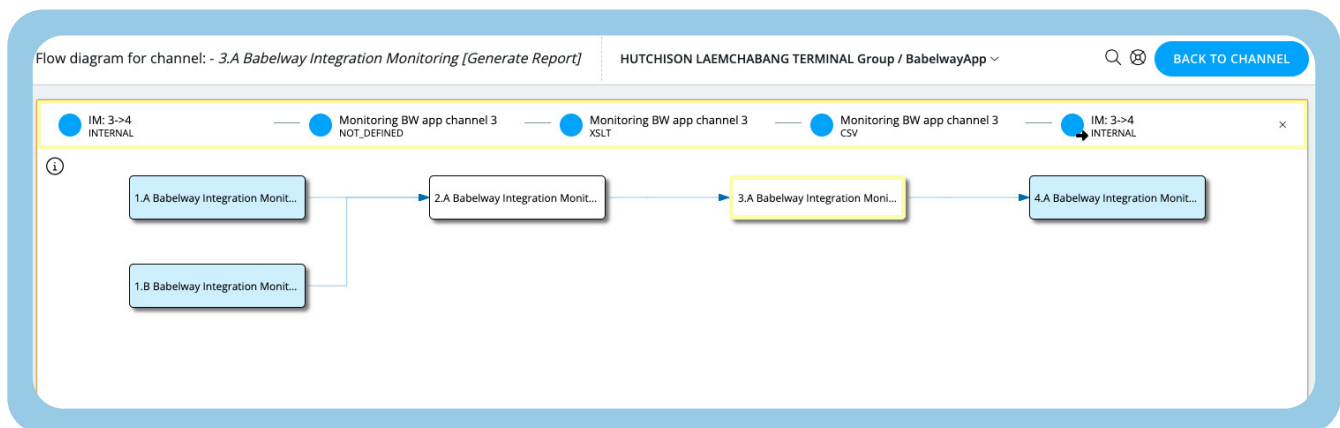 Flow diagram for channel: - 3.A Babelway Integration Monitoring [Generate Report]
HUTCHISON LAEMCHABANG TERMINAL Group / BabelwayApp
BACK TO CHANNEL
IM: 3->4
INTERNAL
Monitoring BW app channel 3
NOT_DEFINED
Monitoring BW app channel 3
XSLT
Monitoring BW app channel 3
CSV
IM: 3->4
INTERNAL
1.A Babelway Integration Monit...
2.A Babelway Integration Monit...
3.A Babelway Integration Moni...
4.A Babelway Integration Monit...
1.B Babelway Integration Monit...